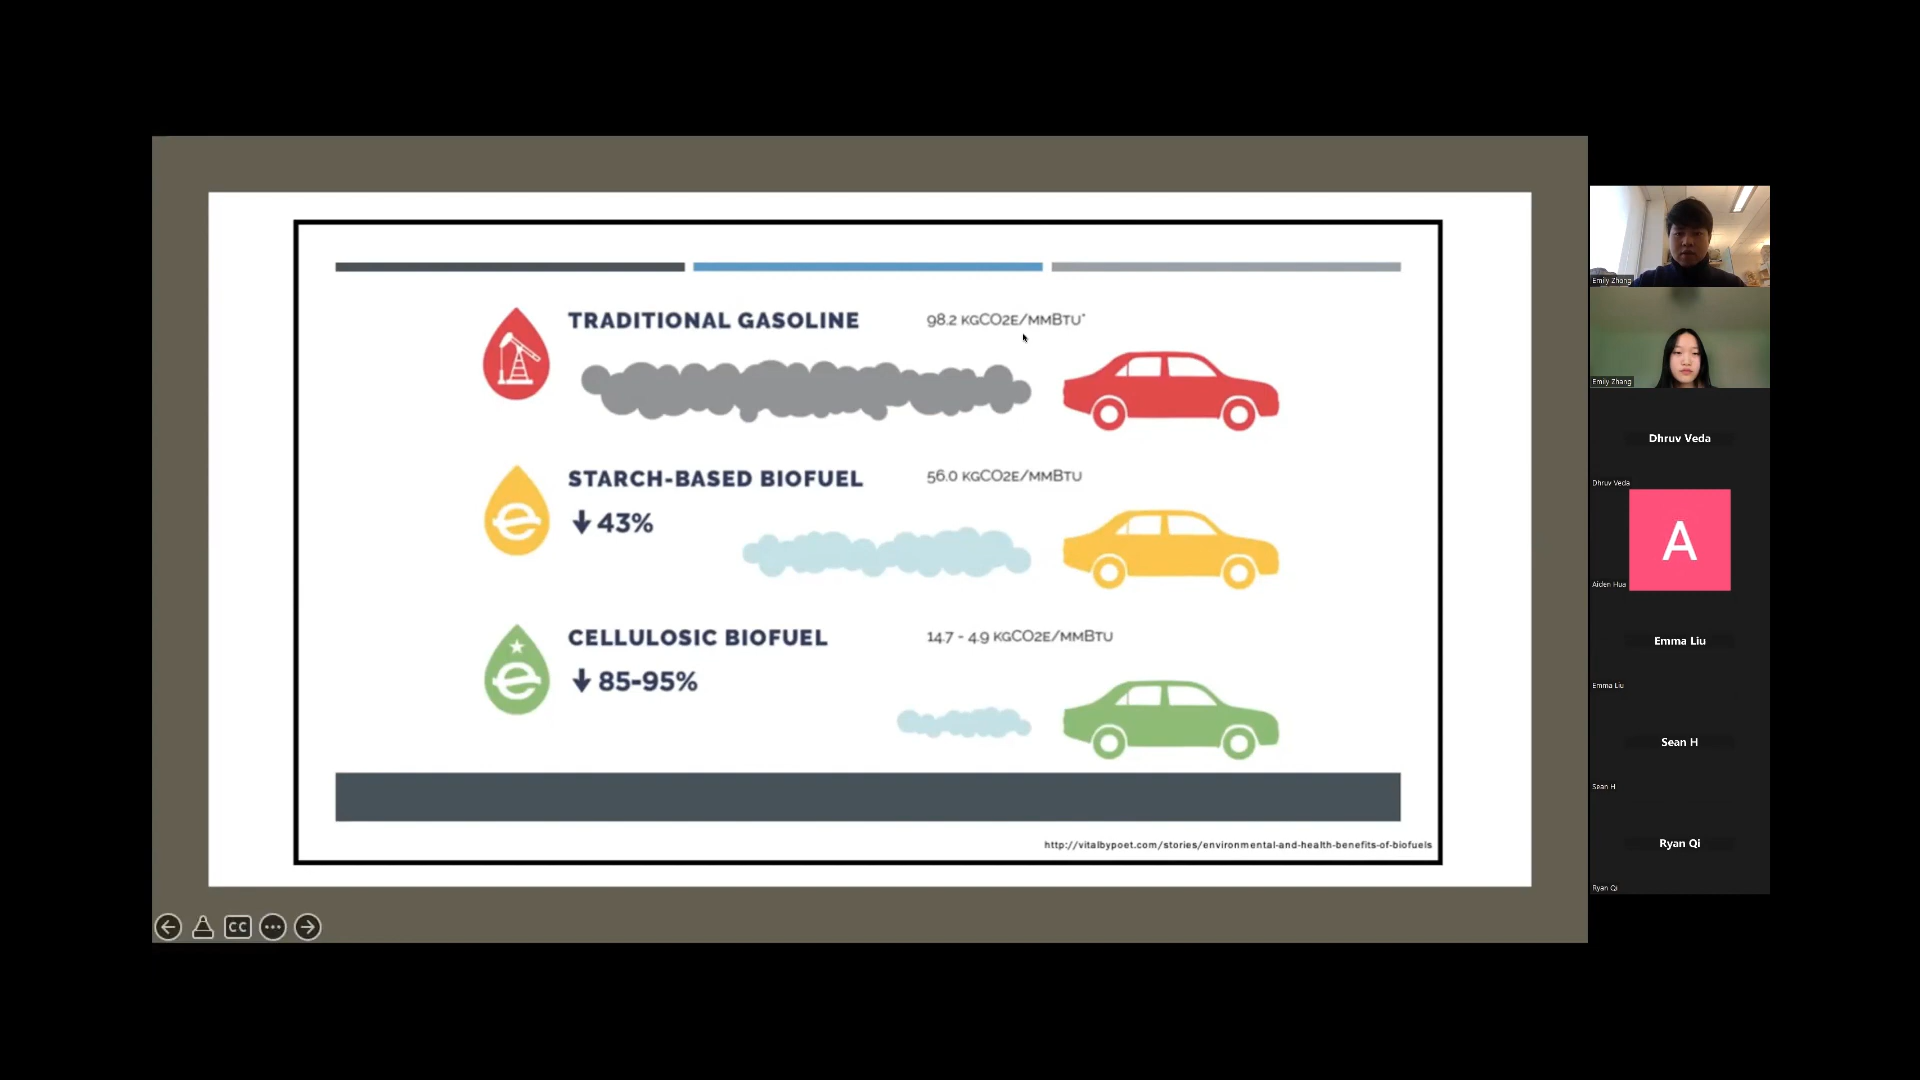 TRADITIONAL GASOLINE
98.2 KGCO2E/MMBTU*
STARCH-BASED BIOFUEL
56.0 KGCO2E/MMBTU
43%
CELLULOSIC BIOFUEL
14.7 - 4.9 KGCO2E/MMBTU
85-95%
http://vitalbypoet.com/stories/environmental-and-health-benefits-of-biofuels
CC
Emily Zhang
Emily Zhang
Dhruv Veda
Dhruv Veda
A
Aiden Hua
Emma Liu
Emma Liu
Sean H
Sean H
Ryan Qi
Ryan Qi